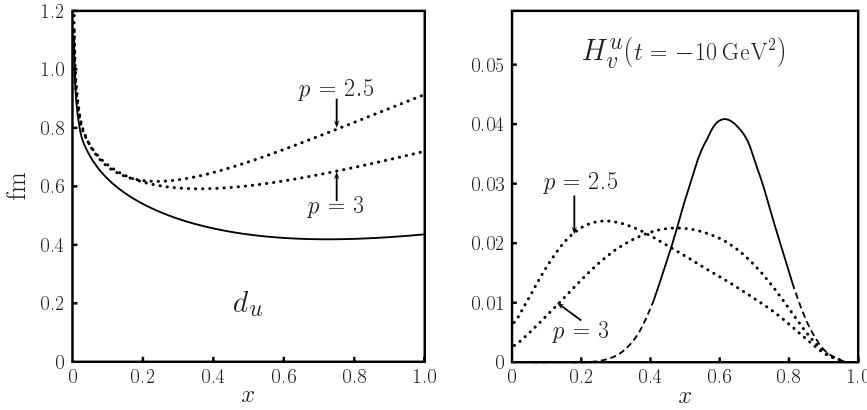 1.2
1.0
0.8
0.6
0.4
0.2
0
fm
p = 2.5
p = 3
d_u
0 0.2 0.4 0.6 0.8 1.0
x
H_v^u(t = −10 GeV²)
0.05
0.04
0.03
0.02
0.01
0
p = 2.5
p = 3
0 0.2 0.4 0.6 0.8 1.0
x